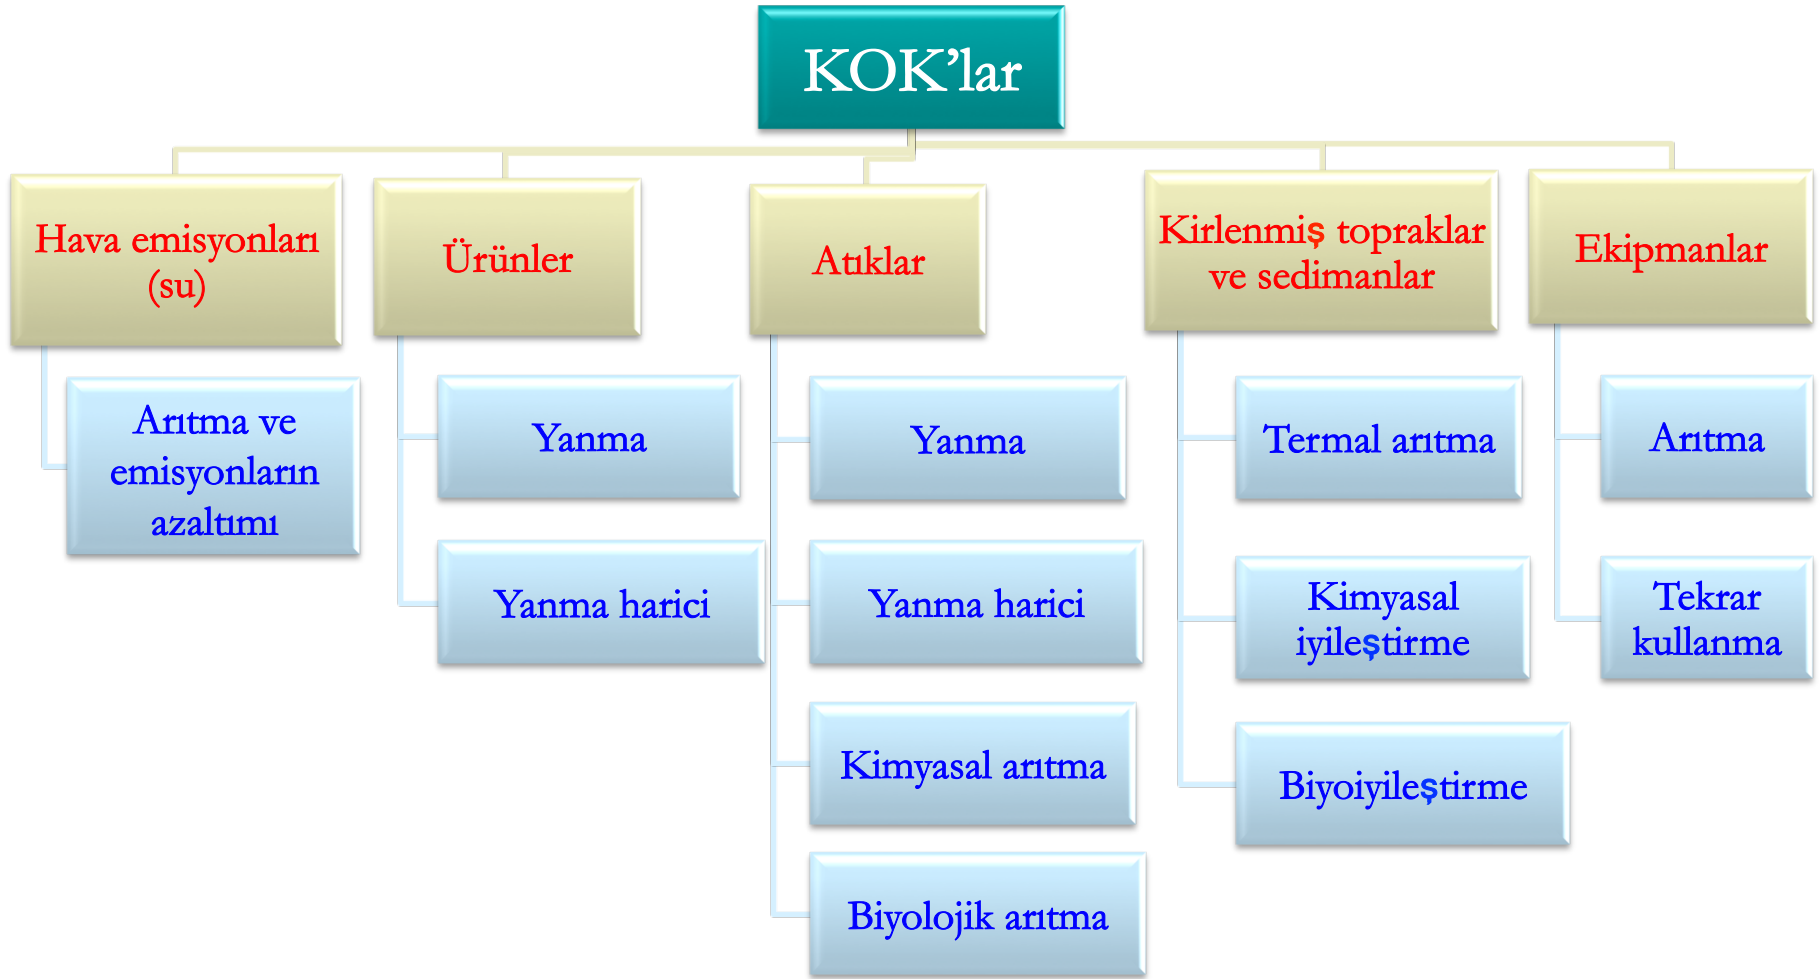 KOK’lar
Hava emisyonları
(su)
Arıtma ve
emisyonların
azaltımı
Ürünler
Yanma
Yanma harici
Atıklar
Yanma
Yanma harici
Kimyasal arıtma
Biyolojik arıtma
Kirlenmiş topraklar
ve sedimanlar
Termal arıtma
Kimyasal
iyileştirme
Biyoiyileştirme
Ekipmanlar
Arıtma
Tekrar
kullanma